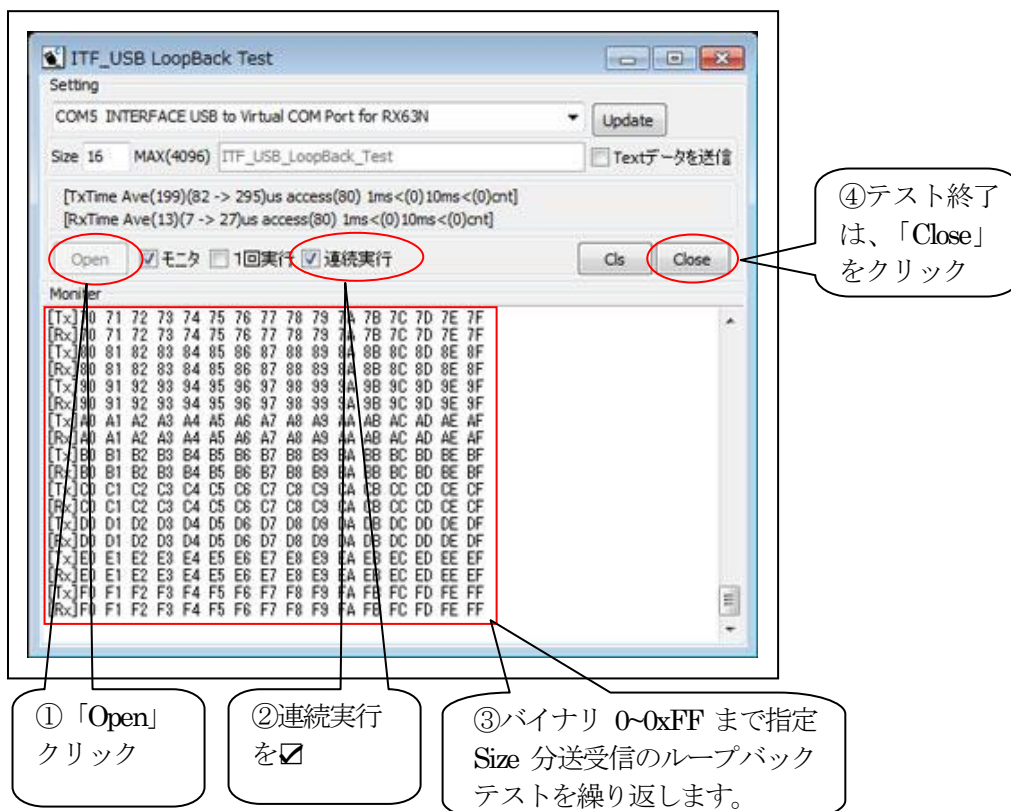 ITF_USB LoopBack Test
Setting
COM5 INTERFACE USB to Virtual COM Port for RX63N
Update
Size 16 MAX(4096) ITF_USB_LoopBack_Test Textデータを送信
[TxTime Ave(199)(82 -> 295)us access(80) 1ms<(0)10ms<(0)cnt]
[RxTime Ave(13)(7 -> 27)us access(80) 1ms<(0)10ms<(0)cnt]
Open モニタ 1回実行 連続実行 Cls Close
Moniter
[Tx]70 71 72 73 74 75 76 77 78 79 7A 7B 7C 7D 7E 7F
[Rx]70 71 72 73 74 75 76 77 78 79 7A 7B 7C 7D 7E 7F
[Tx]80 81 82 83 84 85 86 87 88 89 8A 8B 8C 8D 8E 8F
[Rx]80 81 82 83 84 85 86 87 88 89 8A 8B 8C 8D 8E 8F
[Tx]90 91 92 93 94 95 96 97 98 99 9A 9B 9C 9D 9E 9F
[Rx]90 91 92 93 94 95 96 97 98 99 9A 9B 9C 9D 9E 9F
[Tx]A0 A1 A2 A3 A4 A5 A6 A7 A8 A9 AA AB AC AD AE AF
[Rx]A0 A1 A2 A3 A4 A5 A6 A7 A8 A9 AA AB AC AD AE AF
[Tx]B0 B1 B2 B3 B4 B5 B6 B7 B8 B9 BA BB BC BD BE BF
[Rx]B0 B1 B2 B3 B4 B5 B6 B7 B8 B9 BA BB BC BD BE BF
[Tx]C0 C1 C2 C3 C4 C5 C6 C7 C8 C9 CA CB CC CD CE CF
[Rx]C0 C1 C2 C3 C4 C5 C6 C7 C8 C9 CA CB CC CD CE CF
[Tx]D0 D1 D2 D3 D4 D5 D6 D7 D8 D9 DA DB DC DD DE DF
[Rx]D0 D1 D2 D3 D4 D5 D6 D7 D8 D9 DA DB DC DD DE DF
[Tx]E0 E1 E2 E3 E4 E5 E6 E7 E8 E9 EA EB EC ED EE EF
[Rx]E0 E1 E2 E3 E4 E5 E6 E7 E8 E9 EA EB EC ED EE EF
[Tx]F0 F1 F2 F3 F4 F5 F6 F7 F8 F9 FA FB FC FD FE FF
[Rx]F0 F1 F2 F3 F4 F5 F6 F7 F8 F9 FA FB FC FD FE FF
④テスト終了
は、「Close」
をクリック
①「Open」
クリック
②連続実行
を☑
③バイナリ 0~0xFF まで指定
Size 分送受信のループバック
テストを繰り返します。